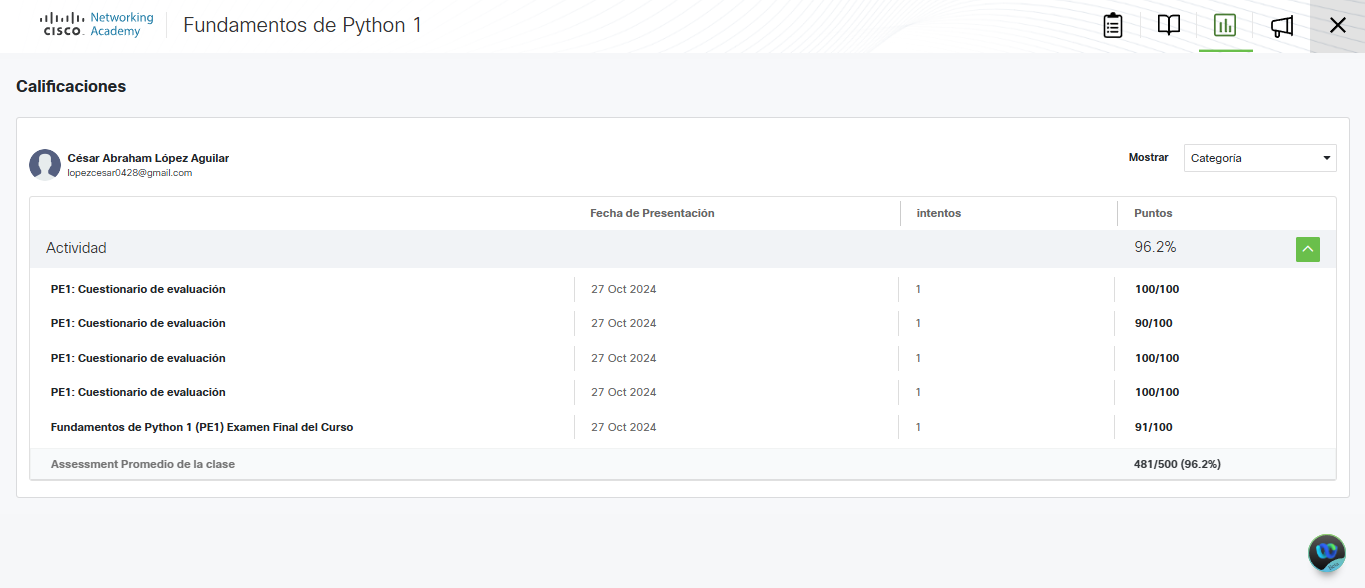 CISCO Networking Academy
Fundamentos de Python 1
Calificaciones
César Abraham López Aguilar
lopezcesar0428@gmail.com
Mostrar Categoría
Fecha de Presentación intentos Puntos
Actividad 96.2%
PE1: Cuestionario de evaluación 27 Oct 2024 1 100/100
PE1: Cuestionario de evaluación 27 Oct 2024 1 90/100
PE1: Cuestionario de evaluación 27 Oct 2024 1 100/100
PE1: Cuestionario de evaluación 27 Oct 2024 1 100/100
Fundamentos de Python 1 (PE1) Examen Final del Curso 27 Oct 2024 1 91/100
Assessment Promedio de la clase 481/500 (96.2%)